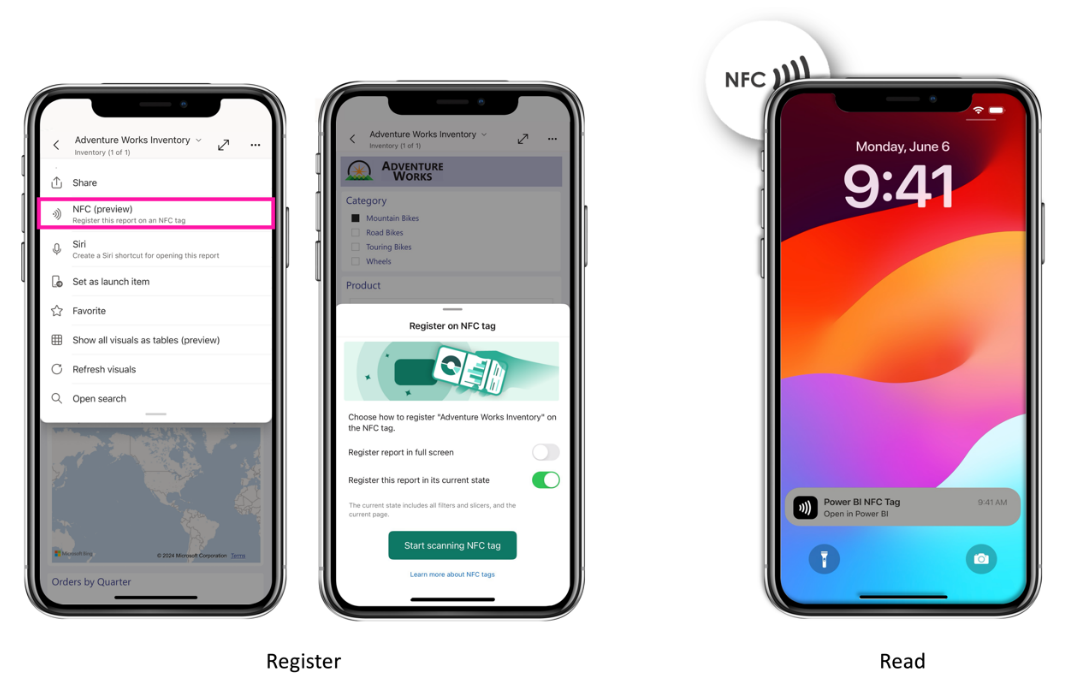 Adventure Works Inventory
Inventory (1 of 1)
Share
NFC (preview)
Register this report on an NFC tag
Siri
Create a Siri shortcut for opening this report
Set as launch item
Favorite
Show all visuals as tables (preview)
Refresh visuals
Open search
Microsoft Bing
© 2024 Microsoft Corporation Terms
Orders by Quarter
Adventure Works Inventory
Inventory (1 of 1)
ADVENTURE
WORKS
Category
Mountain Bikes
Road Bikes
Touring Bikes
Wheels
Product
Register on NFC tag
Choose how to register "Adventure Works Inventory" on
the NFC tag.
Register report in full screen
Register this report in its current state
The current state includes all filters and slicers, and the
current page.
Start scanning NFC tag
Learn more about NFC tags
Register
NFC
Monday, June 6
9:41
Power BI NFC Tag 9:41 AM
Open in Power BI
Read